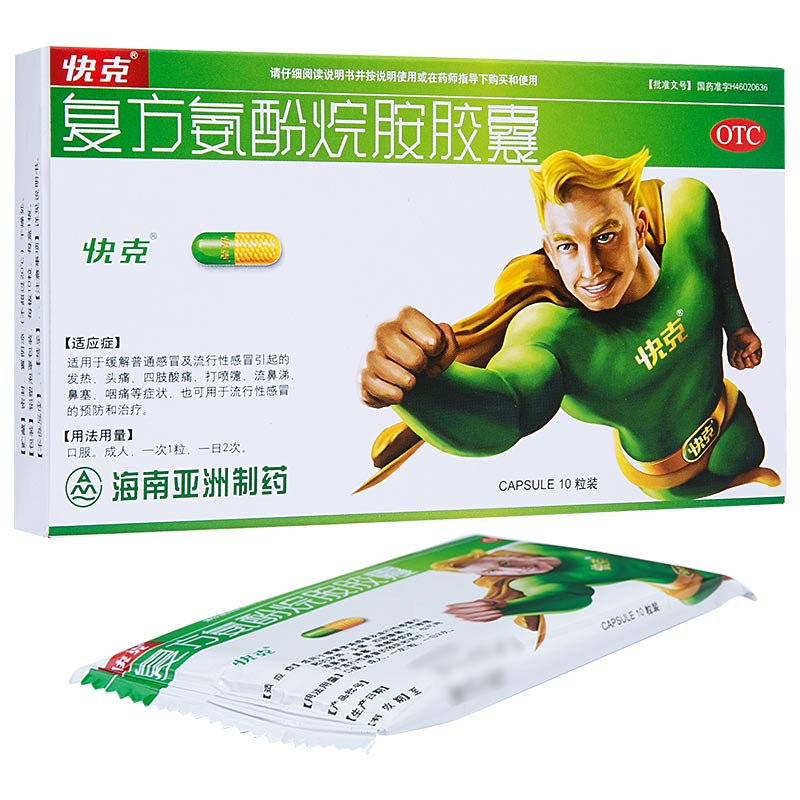 快克®
请仔细阅读说明书并按说明使用或在药师指导下购买和使用
【批准文号】 国药准字H46020636
复方氨酚烷胺胶囊
OTC
快克®
快克®
快克
【适应症】
适用于缓解普通感冒及流行性感冒引起的
发热、头痛、四肢酸痛、打喷嚏、流鼻涕、
鼻塞、咽痛等症状，也可用于流行性感冒
的预防和治疗。
【用法用量】
口服。成人，一次1粒，一日2次。
海南亚洲制药
CAPSULE 10 粒装
快克
复方氨酚烷胺胶囊
快克
CAPSULE 10 粒装
【用法用量】
【产品批号】
【生产日期】